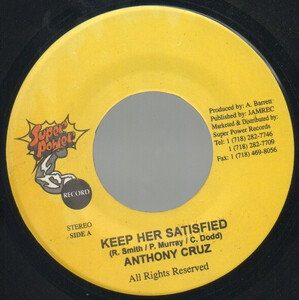 Super
Power
RECORD
Produced by: A. Barrett
Published by: JAMREC
Marketed & Distributed by
Super Power Records
Tel: 1 (718) 282-7746
1 (718) 282-7709
Fax: 1 (718) 469-8056
STEREO
SIDE A
KEEP HER SATISFIED
(R. Smith / P. Murray / C. Dodd)
ANTHONY CRUZ
All Rights Reserved